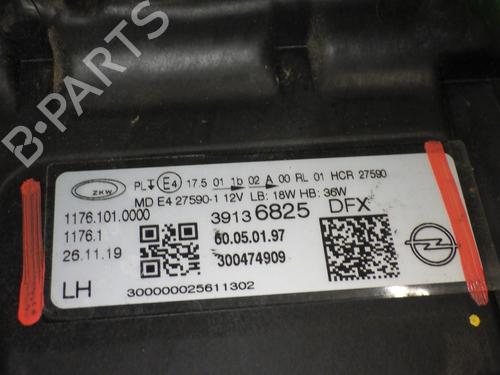 B-PARTS
ZKW
PL E4 17.5 01 1b 02 A 00 RL 01 HCR 27590
MD E4 27590-1 12V LB: 18W HB: 36W
1176.101.0000 3913 6825 DFX
1176.1 60.05.01.97
26.11.19 300474909
LH 300000025611302